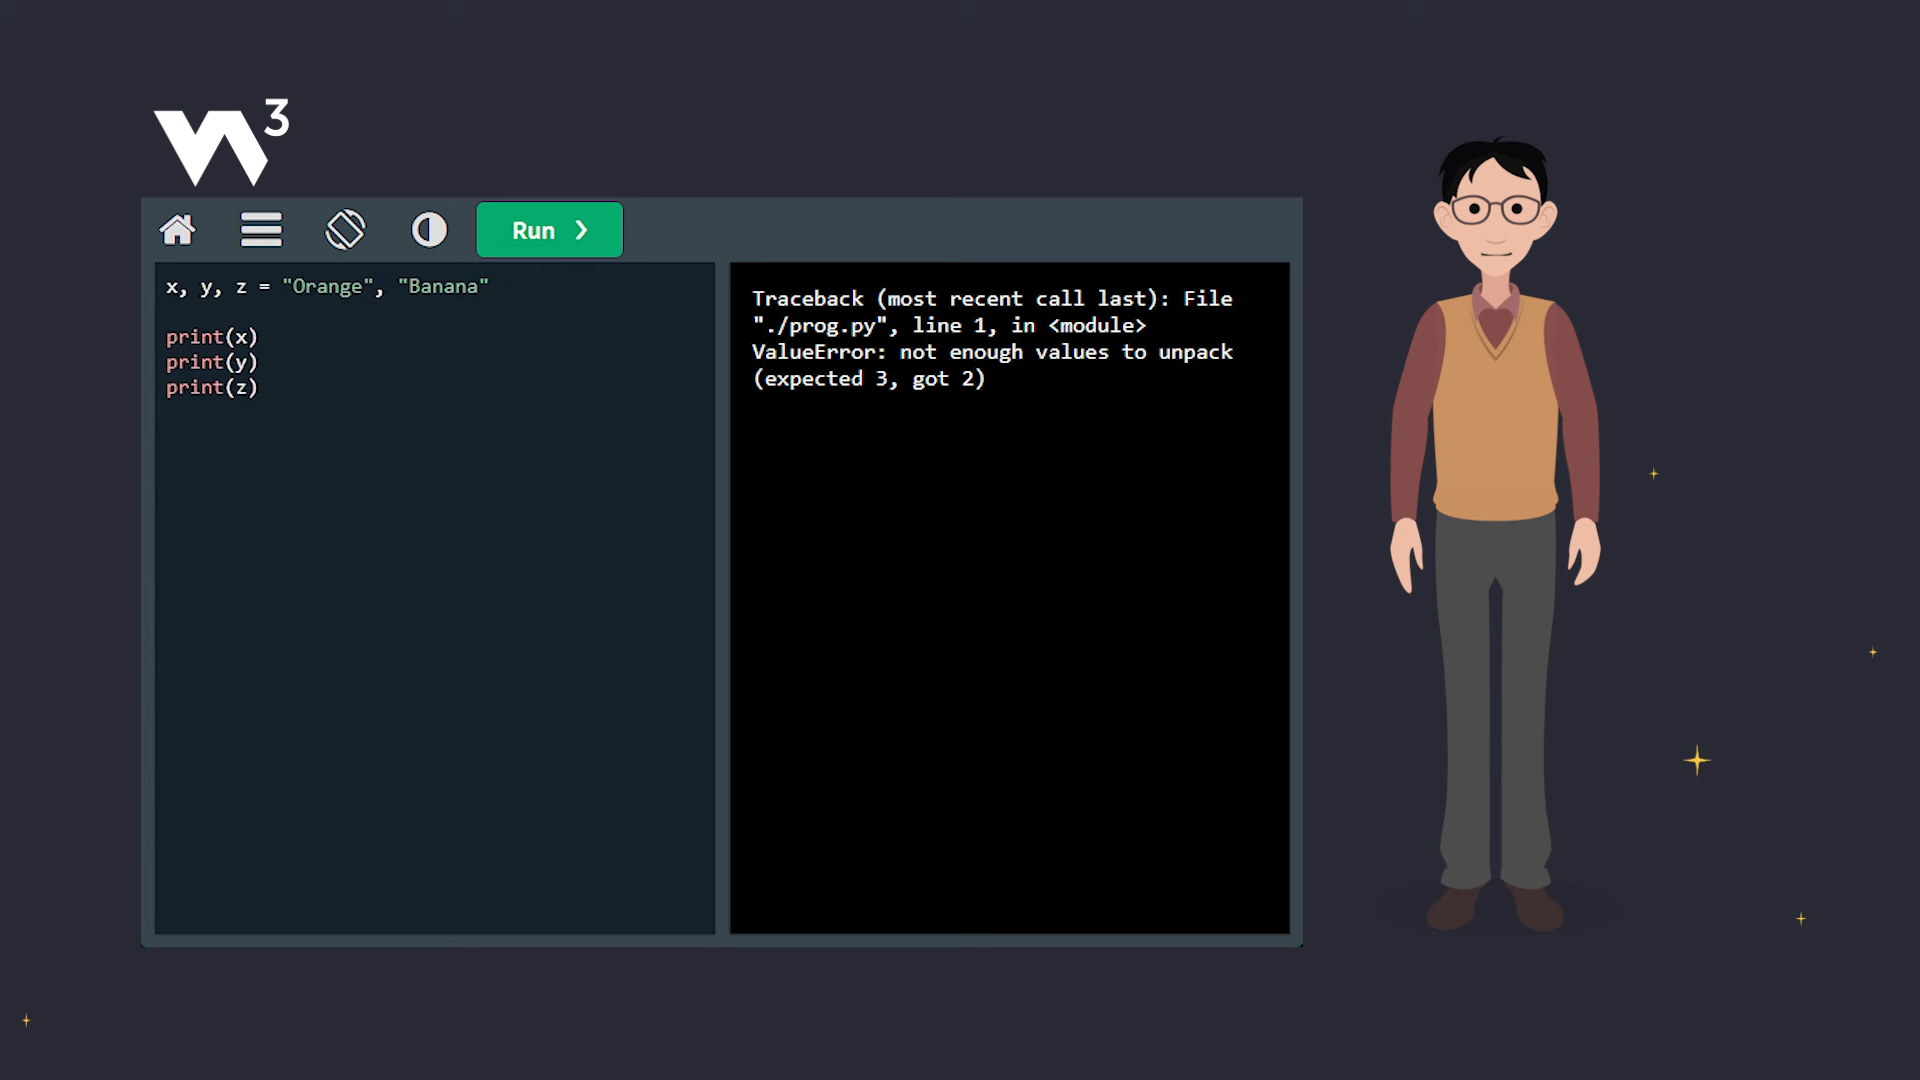 W3
Run
x, y, z = "Orange", "Banana"
print(x)
print(y)
print(z)
Traceback (most recent call last): File
"./prog.py", line 1, in <module>
ValueError: not enough values to unpack
(expected 3, got 2)